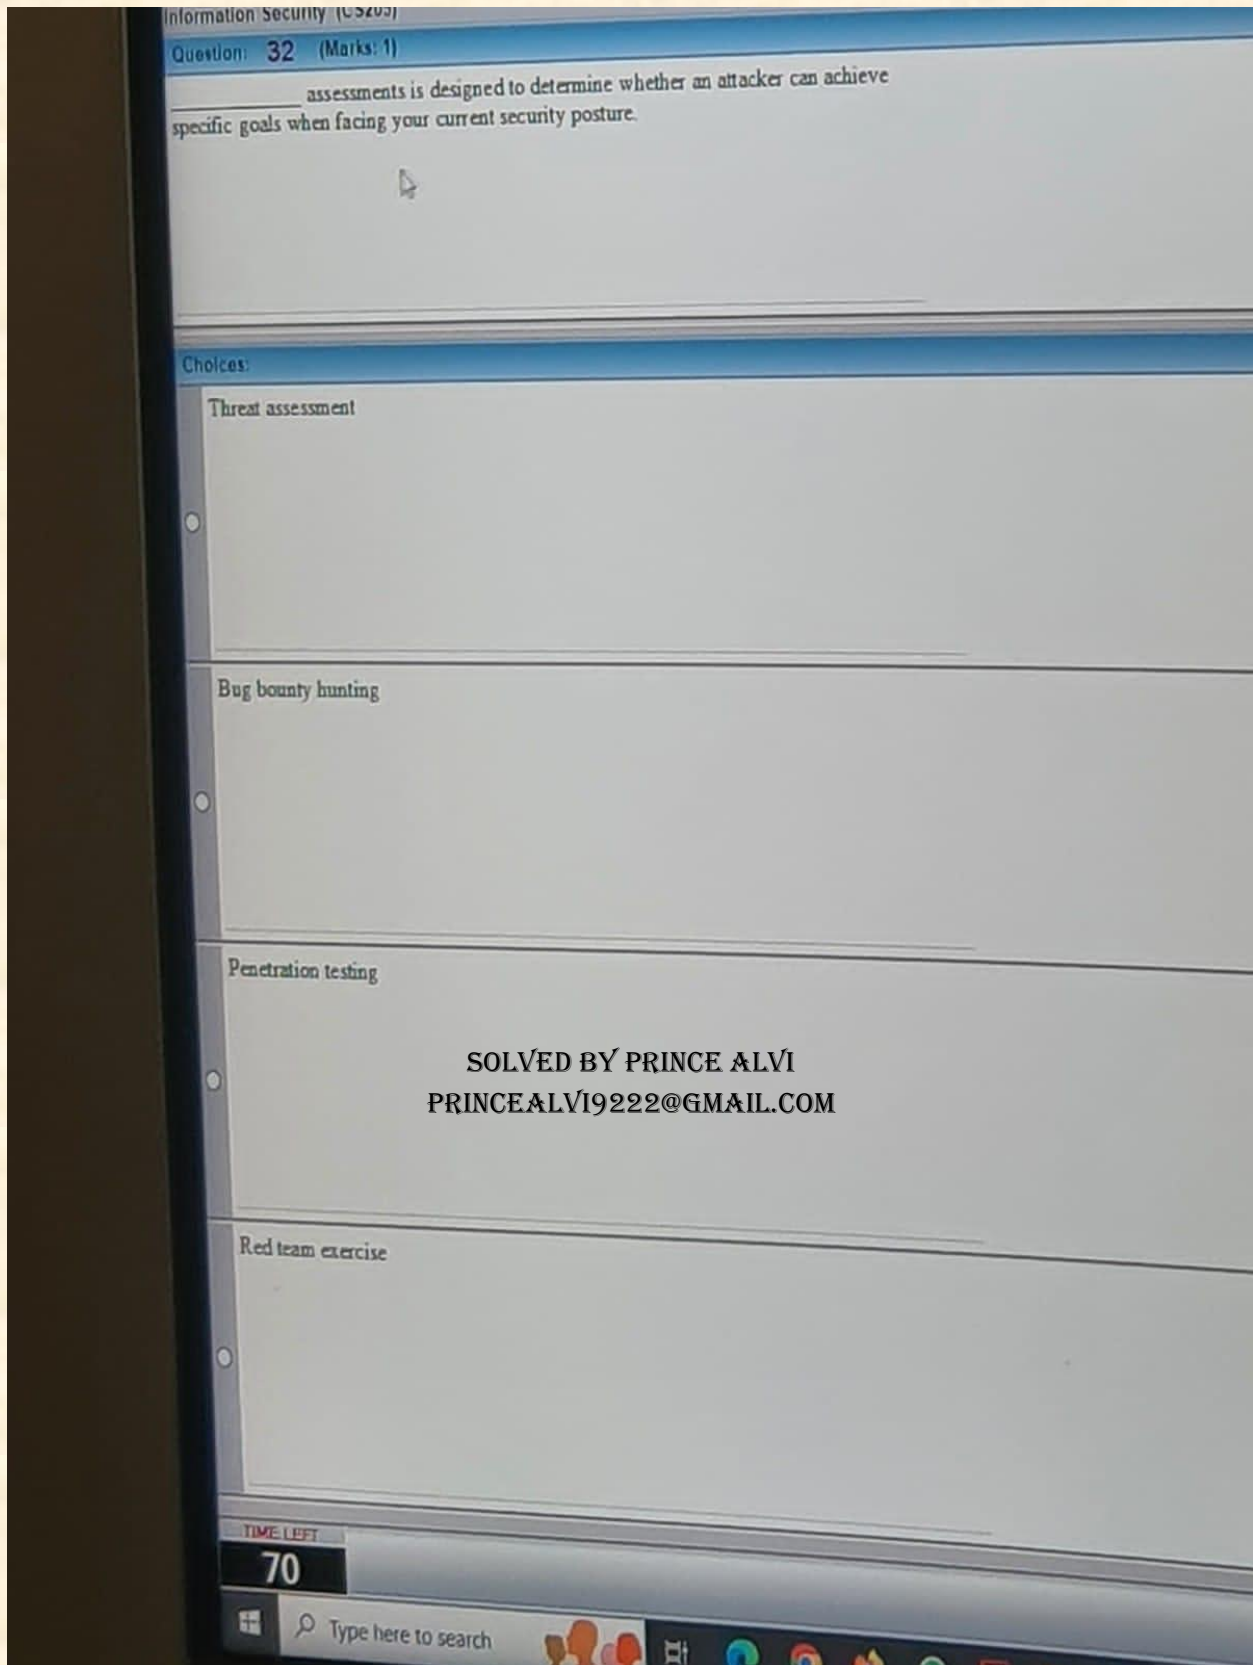 Information Security (CS205)
Question: 32 (Marks: 1)
__________ assessments is designed to determine whether an attacker can achieve
specific goals when facing your current security posture.
Choices:
Threat assessment
Bug bounty hunting
Penetration testing
SOLVED BY PRINCE ALVI
PRINCEALVI9222@GMAIL.COM
Red team exercise
TIME LEFT
70
Type here to search